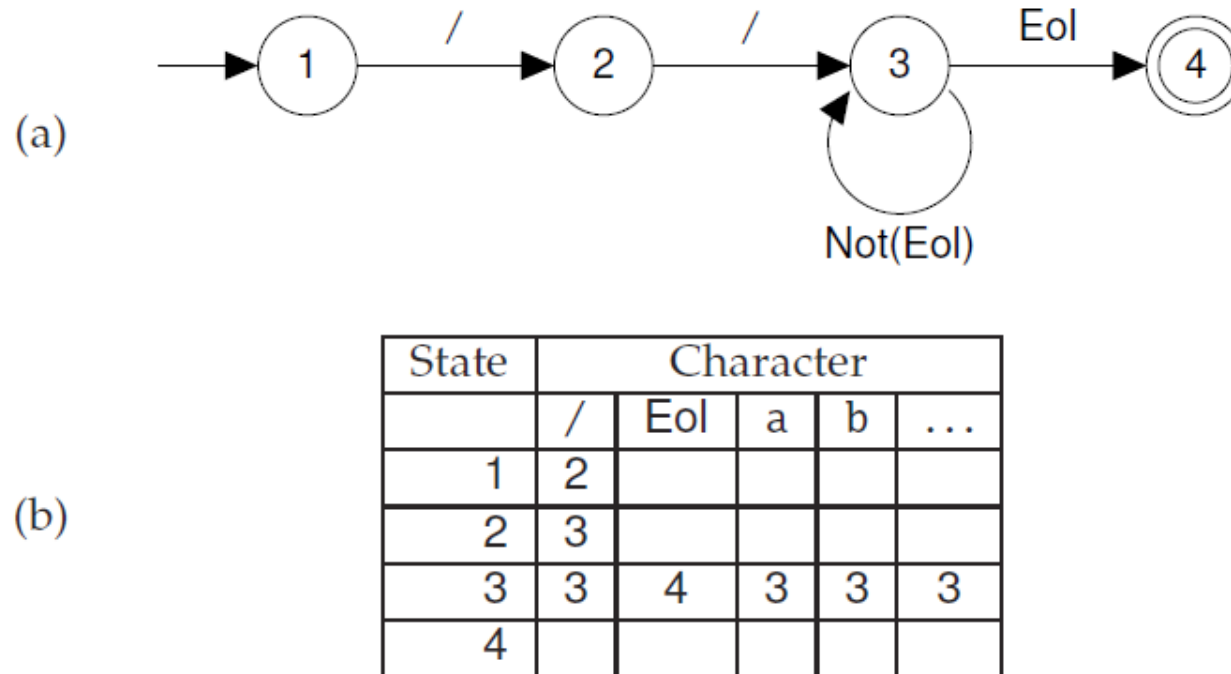 / / Eol
1 2 3 4
(a)
Not(Eol)
State Character
/ Eol a b ...
1 2
(b)
2 3
3 3 4 3 3 3
4